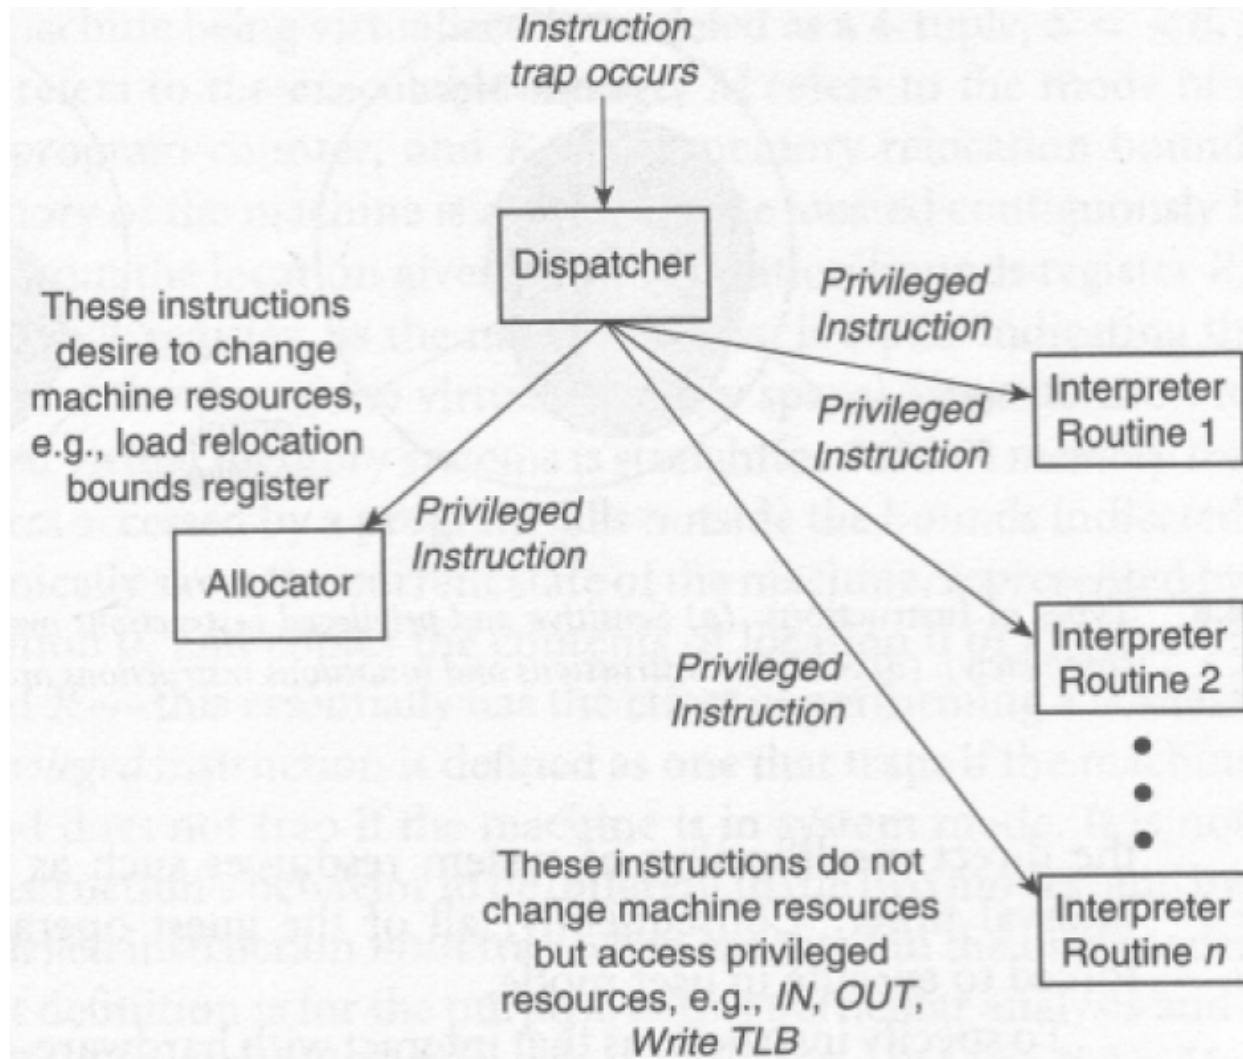 Instruction
trap occurs
Dispatcher
These instructions
desire to change
machine resources,
e.g., load relocation
bounds register
Privileged
Instruction
Interpreter
Routine 1
Privileged
Instruction
Privileged
Instruction
Allocator
Interpreter
Routine 2
Privileged
Instruction
These instructions do not
change machine resources
but access privileged
resources, e.g., IN, OUT,
Write TLB
Interpreter
Routine n